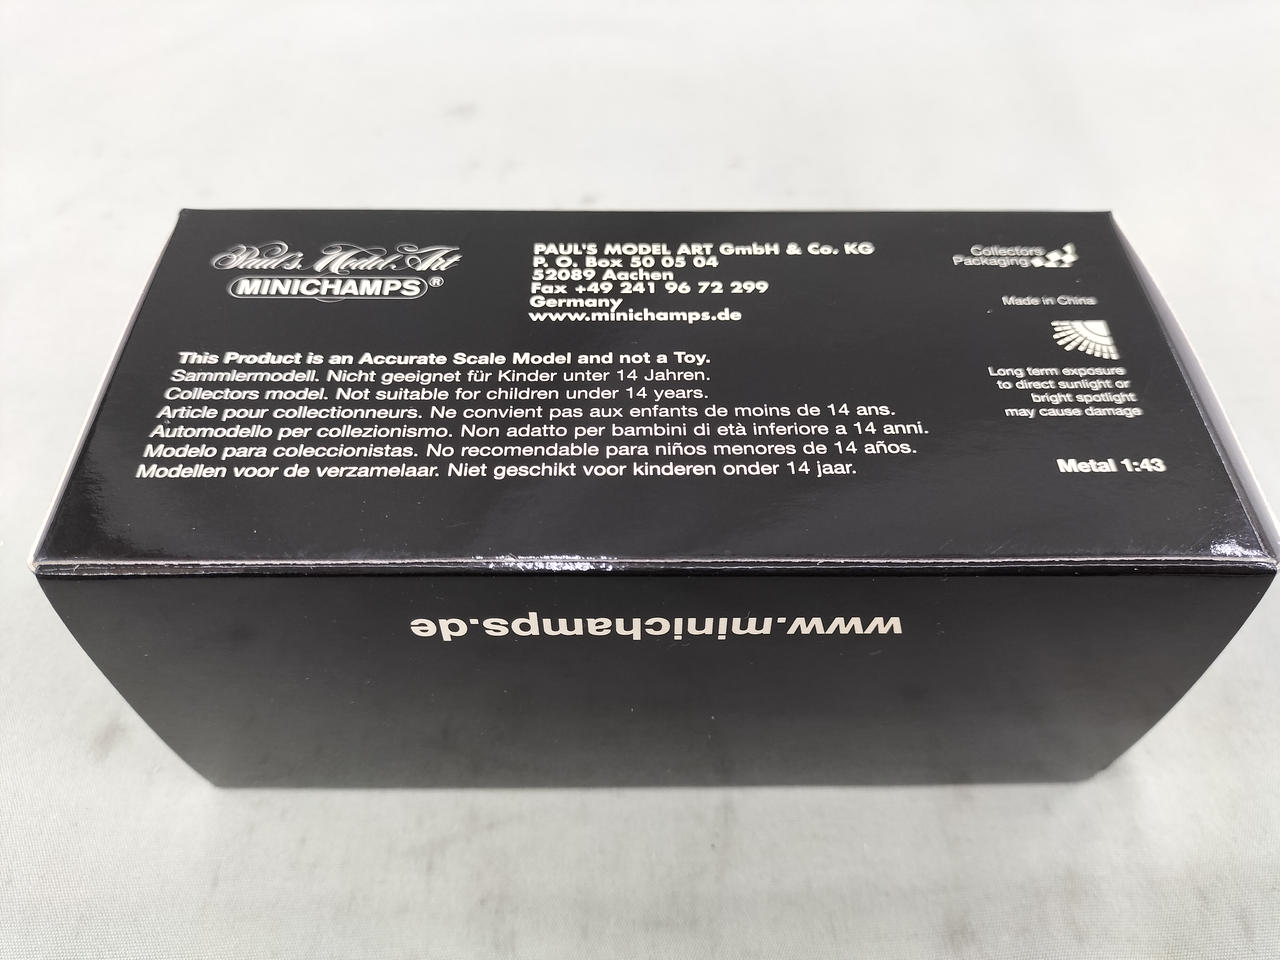 Paul's Model Art
MINICHAMPS®
PAUL'S MODEL ART GmbH & Co. KG
P. O. Box 50 05 04
52089 Aachen
Fax +49 241 96 72 299
Germany
www.minichamps.de
Collectors
Packaging
Made in China
Long term exposure
to direct sunlight or
bright spotlight
may cause damage
Metal 1:43
This Product is an Accurate Scale Model and not a Toy.
Sammlermodell. Nicht geeignet für Kinder unter 14 Jahren.
Collectors model. Not suitable for children under 14 years.
Article pour collectionneurs. Ne convient pas aux enfants de moins de 14 ans.
Automodello per collezionismo. Non adatto per bambini di età inferiore a 14 anni.
Modelo para coleccionistas. No recomendable para niños menores de 14 años.
Modellen voor de verzamelaar. Niet geschikt voor kinderen onder 14 jaar.
www.minichamps.de